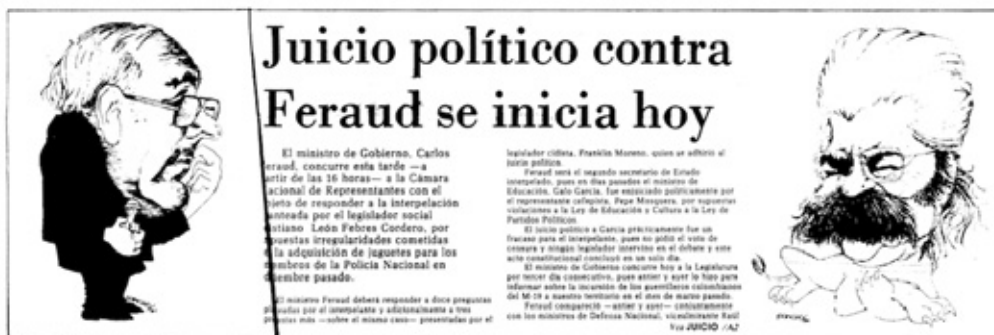 Juicio político contra
Feraud se inicia hoy
El ministro de Gobierno, Carlos
eraud, concurre esta tarde —a
artir de las 16 horas— a la Cámara
acional de Representantes con el
jeto de responder a la interpelación
anteada por el legislador social
istiano León Febres Cordero, por
puestas irregularidades cometidas
la adquisición de juguetes para los
embros de la Policía Nacional en
iembre pasado.
El ministro Feraud deberá responder a doce preguntas
por el interpelante y adicionalmente a tres
más —sobre el mismo caso— presentadas por el
legislador cidista, Franklin Moreno, quien se adhirió al
juicio político.
Feraud será el segundo secretario de Estado
interpelado, pues en días pasados el ministro de
Educación, Galo García, fue enjuiciado políticamente por
el representante cefepista, Pepe Mosquera, por supuestas
violaciones a la Ley de Educación y Cultura a la Ley de
Partidos Políticos.
El juicio político a García prácticamente fue un
fracaso para el interpelante, pues no pidió el voto de
censura y ningún legislador intervino en el debate y este
acto constitucional concluyó en un solo día.
El ministro de Gobierno concurre hoy a la Legislatura
por tercer día consecutivo, pues antier y ayer lo hizo para
informar sobre la incursión de los guerrilleros colombianos
del M-19 a nuestro territorio en el mes de marzo pasado.
Feraud compareció —antier y ayer— conjuntamente
con los ministros de Defensa Nacional, vicealmirante Raúl
Vea JUICIO /A2